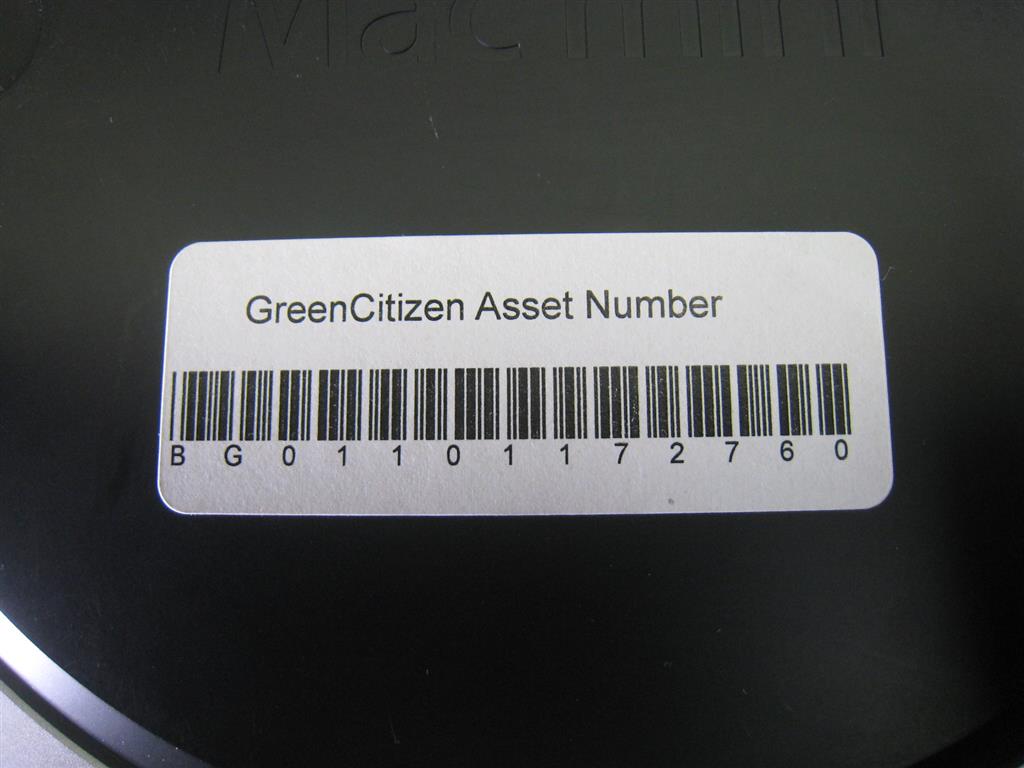 Mac mini
GreenCitizen Asset Number
BG01101172760